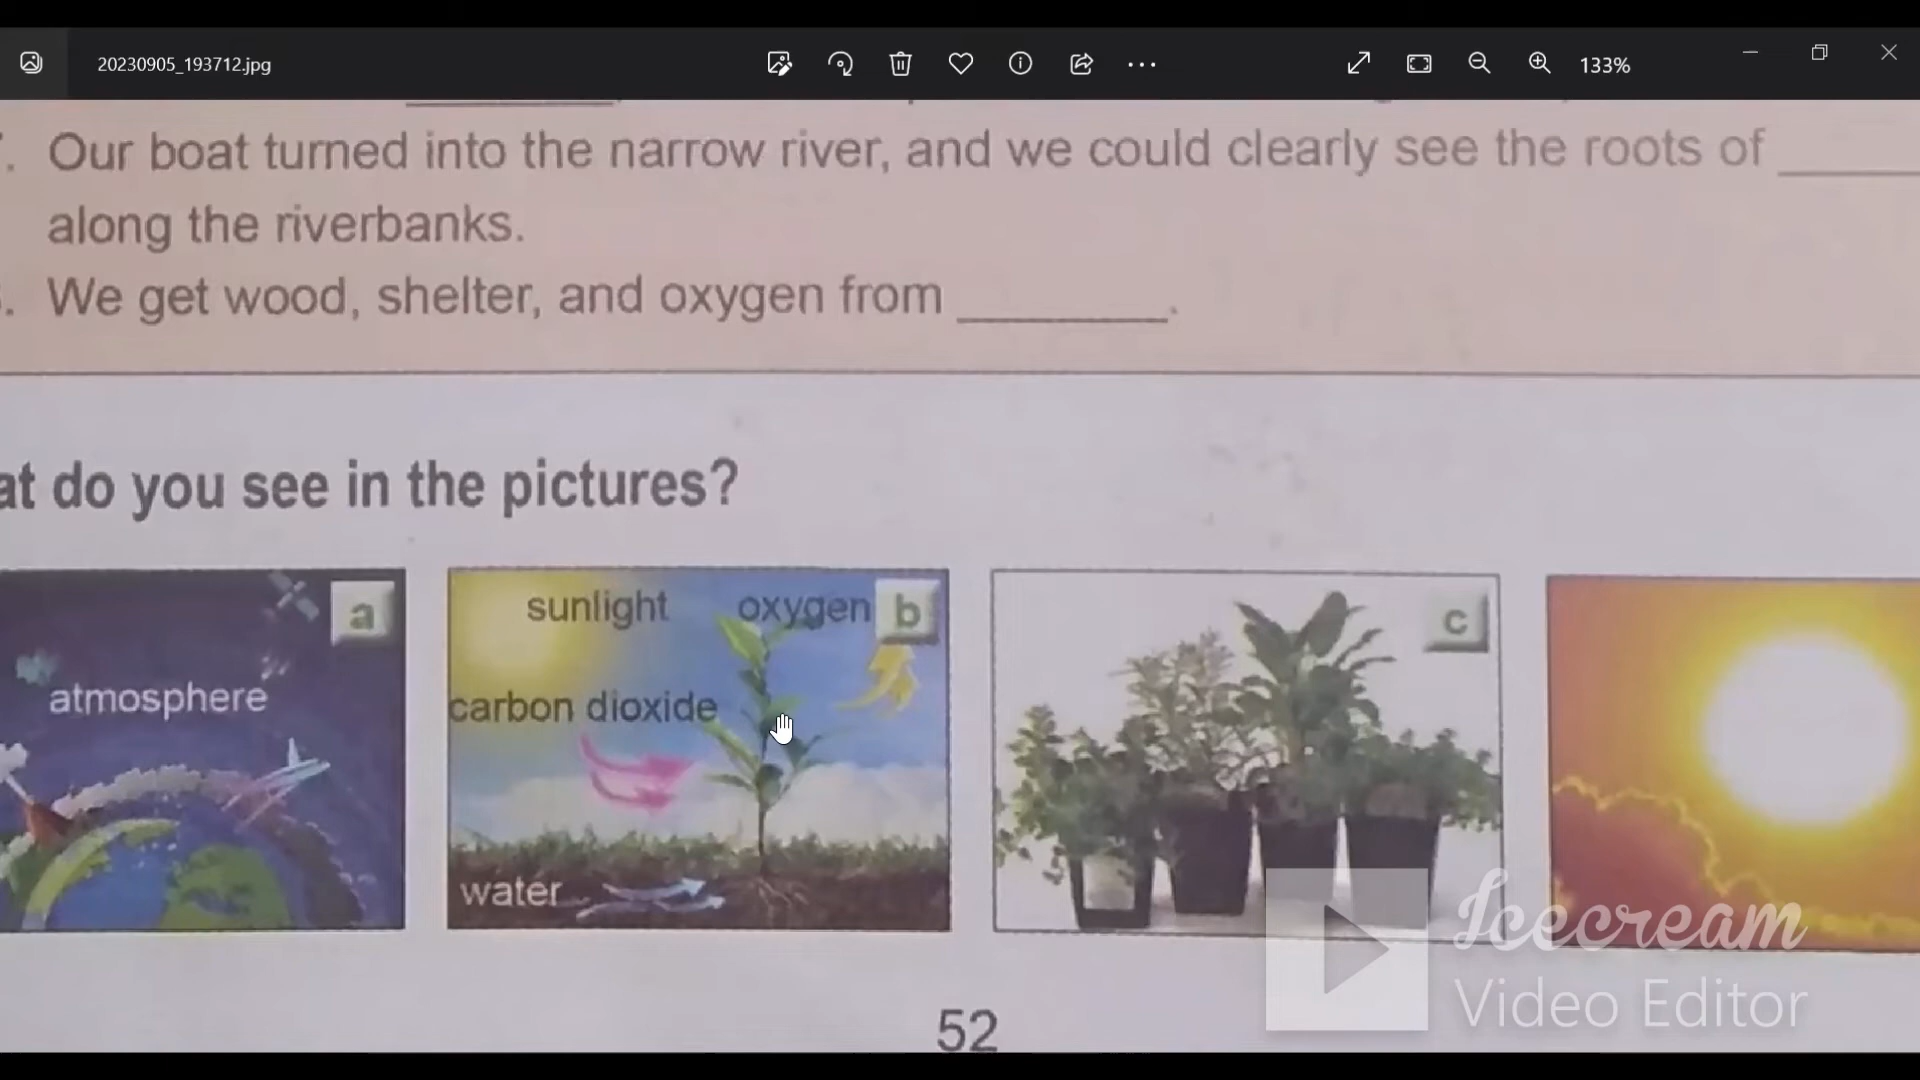 20230905_193712.jpg
133%
. Our boat turned into the narrow river, and we could clearly see the roots of ________
along the riverbanks.
. We get wood, shelter, and oxygen from ________.
at do you see in the pictures?
a
sunlight oxygen b
c
atmosphere
carbon dioxide
water
Icecream
Video Editor
52